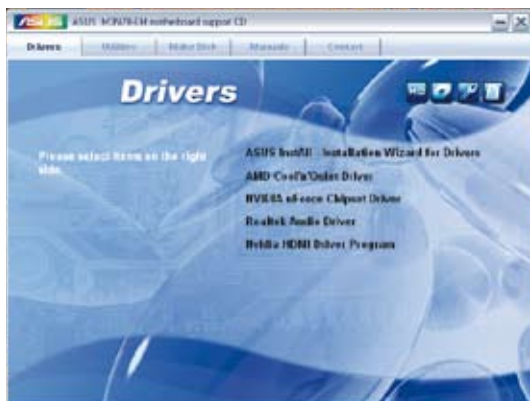 ASUS M3N78-EM motherboard support CD
Drivers Utilities Make Disk Manuals Contact
Drivers
Please select items on the right side.
ASUS InstAll - Installation Wizard for Drivers
AMD Cool'n'Quiet Driver
NVIDIA nForce Chipset Driver
Realtek Audio Driver
Nvidia HDMI Driver Program